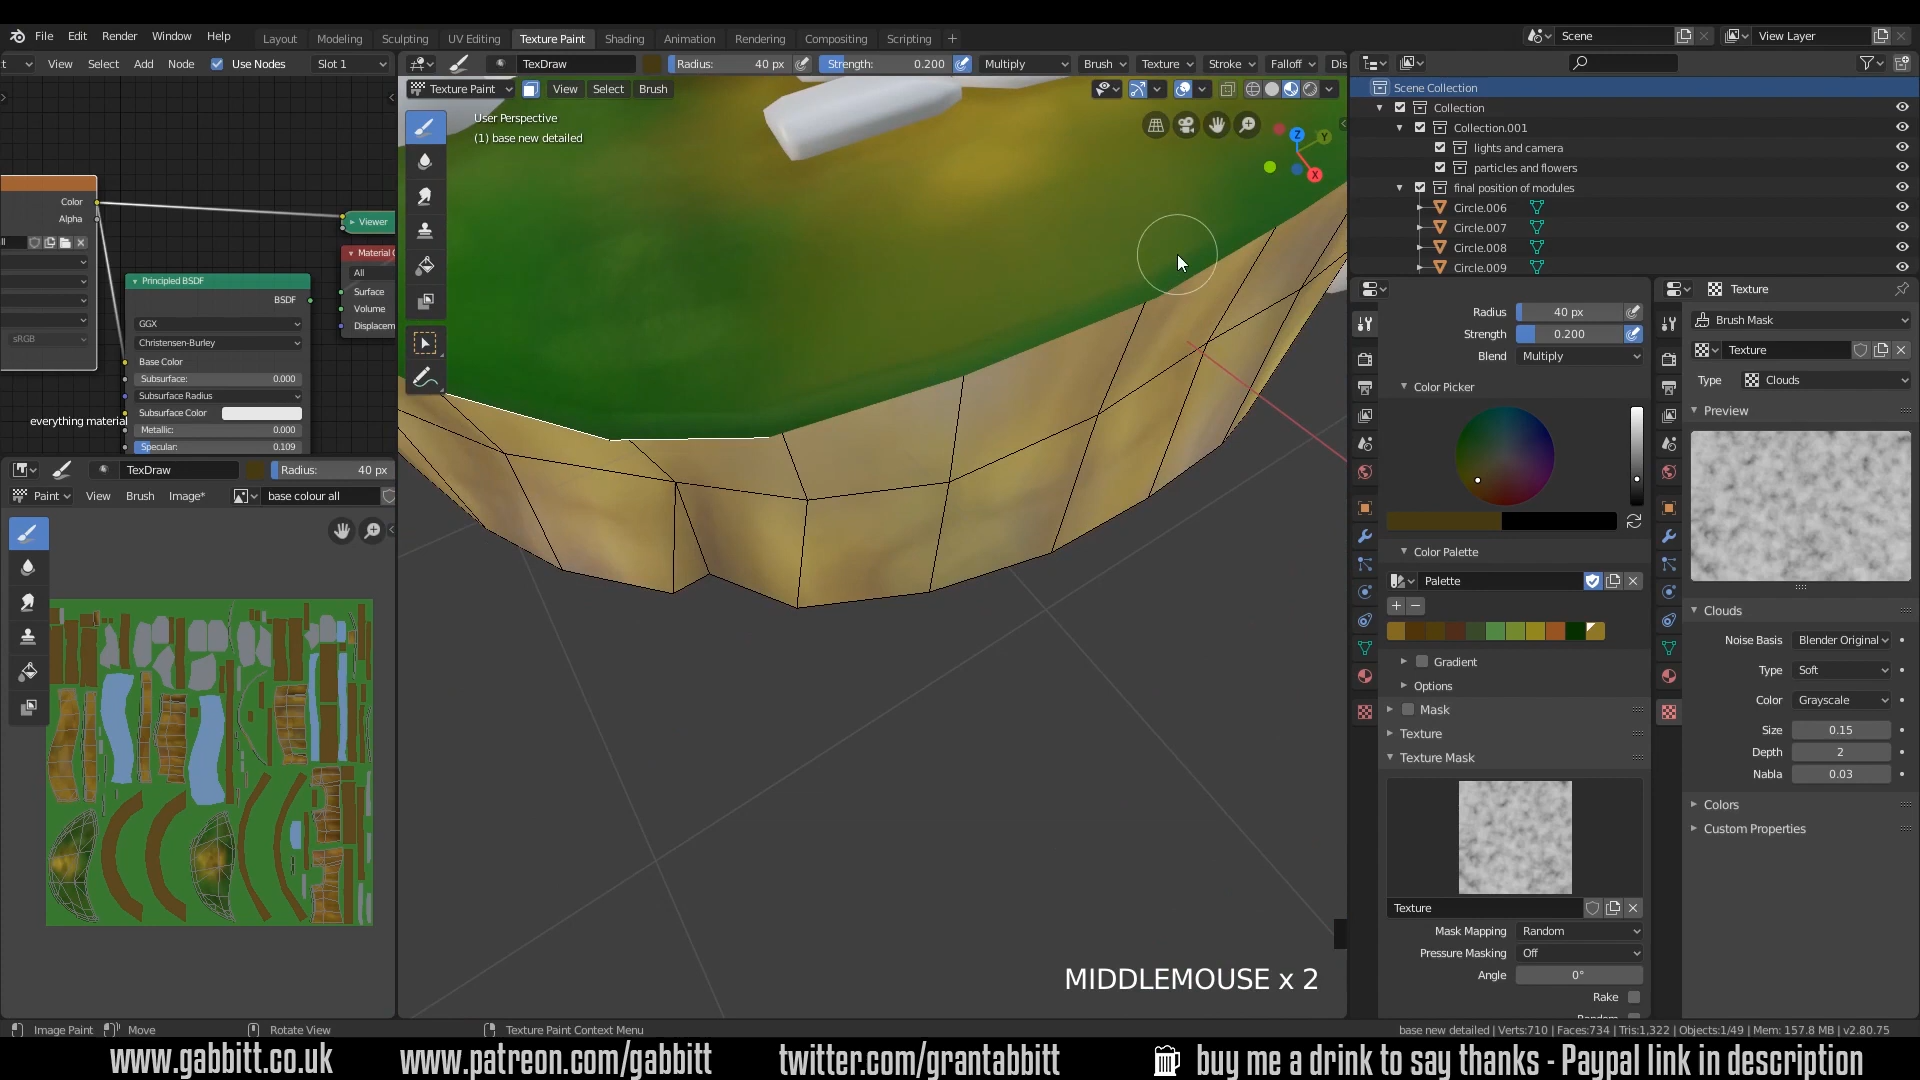 File Edit Render Window Help
Layout Modeling Sculpting UV Editing Texture Paint Shading Animation Rendering Compositing Scripting
Scene View Layer
View Select Add Node Use Nodes Slot 1
TexDraw Radius: 40 px Strength: 0.200 Multiply Brush Texture Stroke Falloff Dis
Texture Paint View Select Brush
User Perspective
(1) base new detailed
Z Y X
Color
Alpha
sRGB
Viewer
Material
All
Surface
Volume
Displacem
Principled BSDF
BSDF
GGX
Christensen-Burley
Base Color
Subsurface: 0.000
Subsurface Radius
Subsurface Color
everything material
Metallic: 0.000
Specular: 0.109
TexDraw Radius: 40 px
Paint View Brush Image* base colour all
Scene Collection
Collection
Collection.001
lights and camera
particles and flowers
final position of modules
Circle.006
Circle.007
Circle.008
Circle.009
Radius 40 px
Strength 0.200
Blend Multiply
Color Picker
Color Palette
Palette
Gradient
Options
Mask
Texture
Texture Mask
Texture
Mask Mapping Random
Pressure Masking Off
Angle 0°
Rake
Random
Texture
Brush Mask
Texture
Type Clouds
Preview
Clouds
Noise Basis Blender Original
Type Soft
Color Grayscale
Size 0.15
Depth 2
Nabla 0.03
Colors
Custom Properties
MIDDLEMOUSE x 2
Image Paint Move Rotate View Texture Paint Context Menu
base new detailed | Verts:710 | Faces:734 | Tris:1,322 | Objects:1/49 | Mem: 157.8 MB | v2.80.75
www.gabbitt.co.uk www.patreon.com/gabbitt twitter.com/grantabbitt buy me a drink to say thanks - Paypal link in description